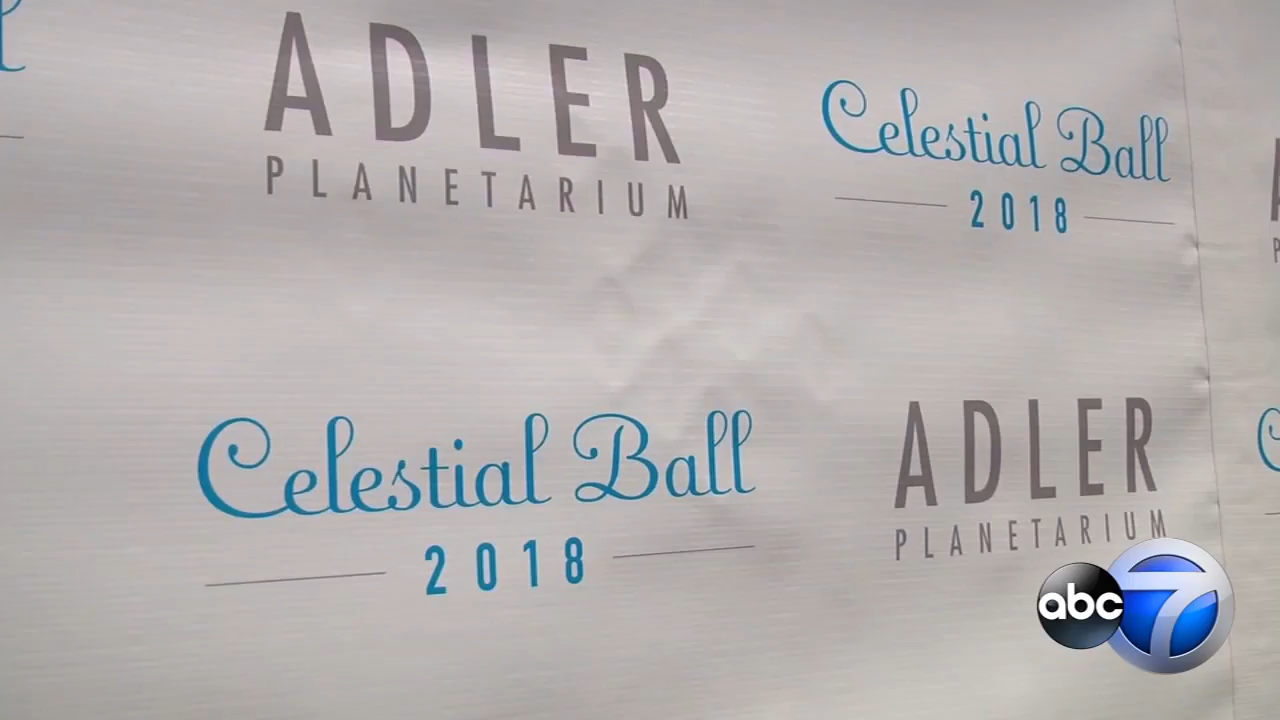 ADLER
PLANETARIUM
Celestial Ball
2018
Celestial Ball
2018
ADLER
PLANETARIUM
abc 7